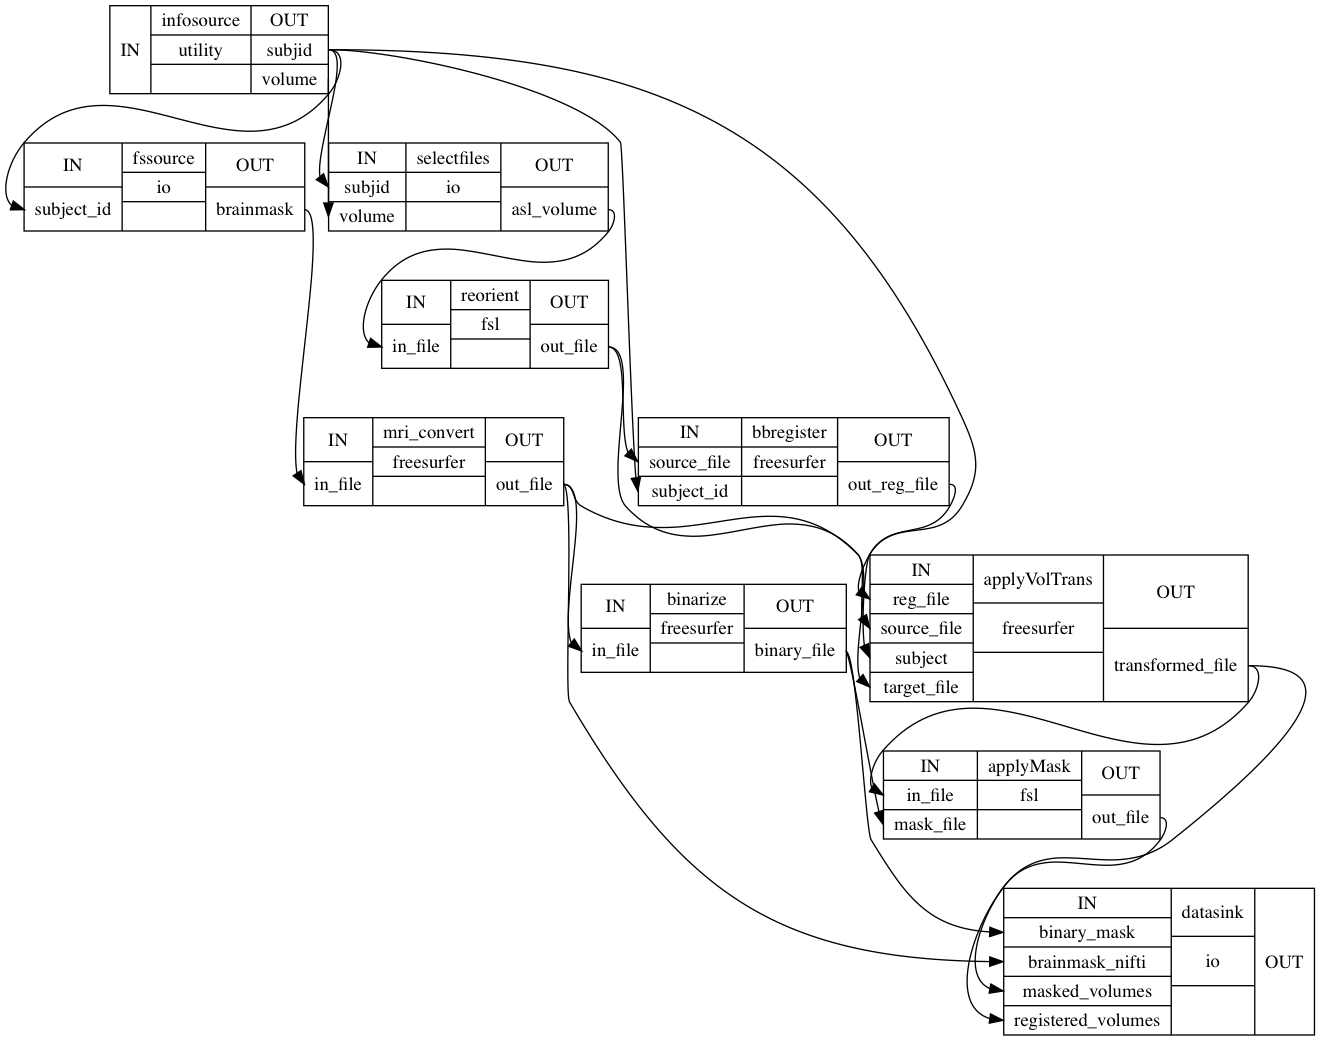 IN infosource OUT
utility subjid
volume
IN fssource OUT
subject_id io brainmask
IN selectfiles OUT
subjid io
volume asl_volume
IN reorient OUT
fsl
in_file out_file
IN mri_convert OUT
freesurfer
in_file out_file
IN bbregister OUT
source_file freesurfer
subject_id out_reg_file
IN binarize OUT
freesurfer
in_file binary_file
IN applyVolTrans OUT
reg_file
source_file freesurfer
subject transformed_file
target_file
IN applyMask OUT
in_file fsl
mask_file out_file
IN datasink
binary_mask
brainmask_nifti io OUT
masked_volumes
registered_volumes